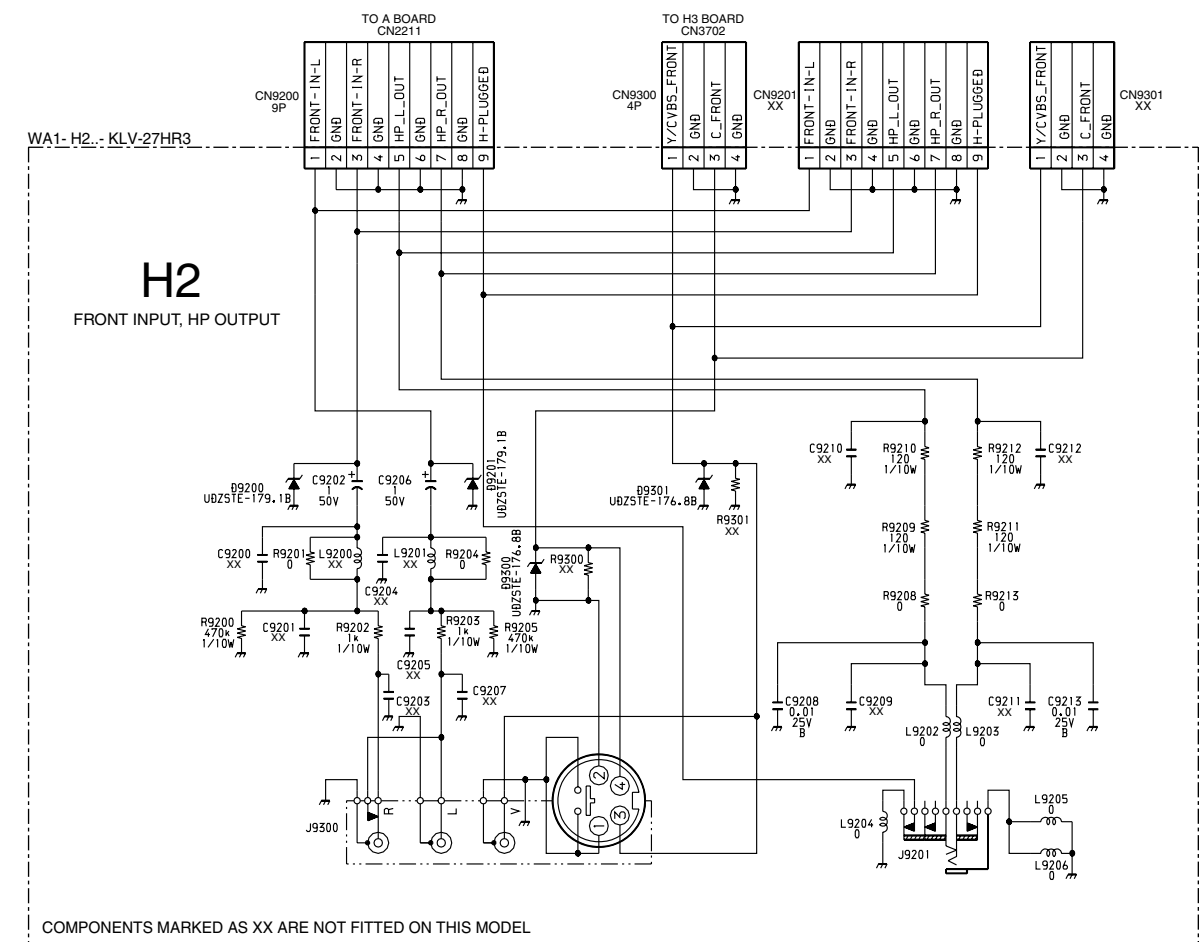 TO A BOARD
CN2211
TO H3 BOARD
CN3702
CN9200
9P
1 FRONT-IN-L
2 GND
3 FRONT-IN-R
4 GND
5 HP_L_OUT
6 GND
7 HP_R_OUT
8 GND
9 H-PLUGGED
CN9300
4P
1 Y/CVBS_FRONT
2 GND
3 C_FRONT
4 GND
CN9201
XX
1 FRONT-IN-L
2 GND
3 FRONT-IN-R
4 GND
5 HP_L_OUT
6 GND
7 HP_R_OUT
8 GND
9 H-PLUGGED
1 Y/CVBS_FRONT
2 GND
3 C_FRONT
4 GND
CN9301
XX
WA1- H2..- KLV-27HR3
H2
FRONT INPUT, HP OUTPUT
D9200
UDZSTE-179.1B
C9202
1
50V
+
C9206
1
50V
+
D9201
UDZSTE-179.1B
D9301
UDZSTE-176.8B
R9301
XX
C9210
XX
R9210
120
1/10W
R9212
120
1/10W
C9212
XX
C9200
XX
R9201
0
L9200
XX
C9204
XX
L9201
XX
R9204
0
D9300
UDZSTE-176.8B
R9300
XX
R9209
120
1/10W
R9211
120
1/10W
R9208
0
R9213
0
R9200
470k
1/10W
C9201
XX
R9202
1k
1/10W
C9205
XX
R9203
1k
1/10W
R9205
470k
1/10W
C9203
XX
C9207
XX
C9208
0.01
25V
B
C9209
XX
C9211
XX
C9213
0.01
25V
B
L9202
0
L9203
0
J9300
R
L
V
2
4
1
3
L9204
0
J9201
L9205
0
L9206
0
COMPONENTS MARKED AS XX ARE NOT FITTED ON THIS MODEL